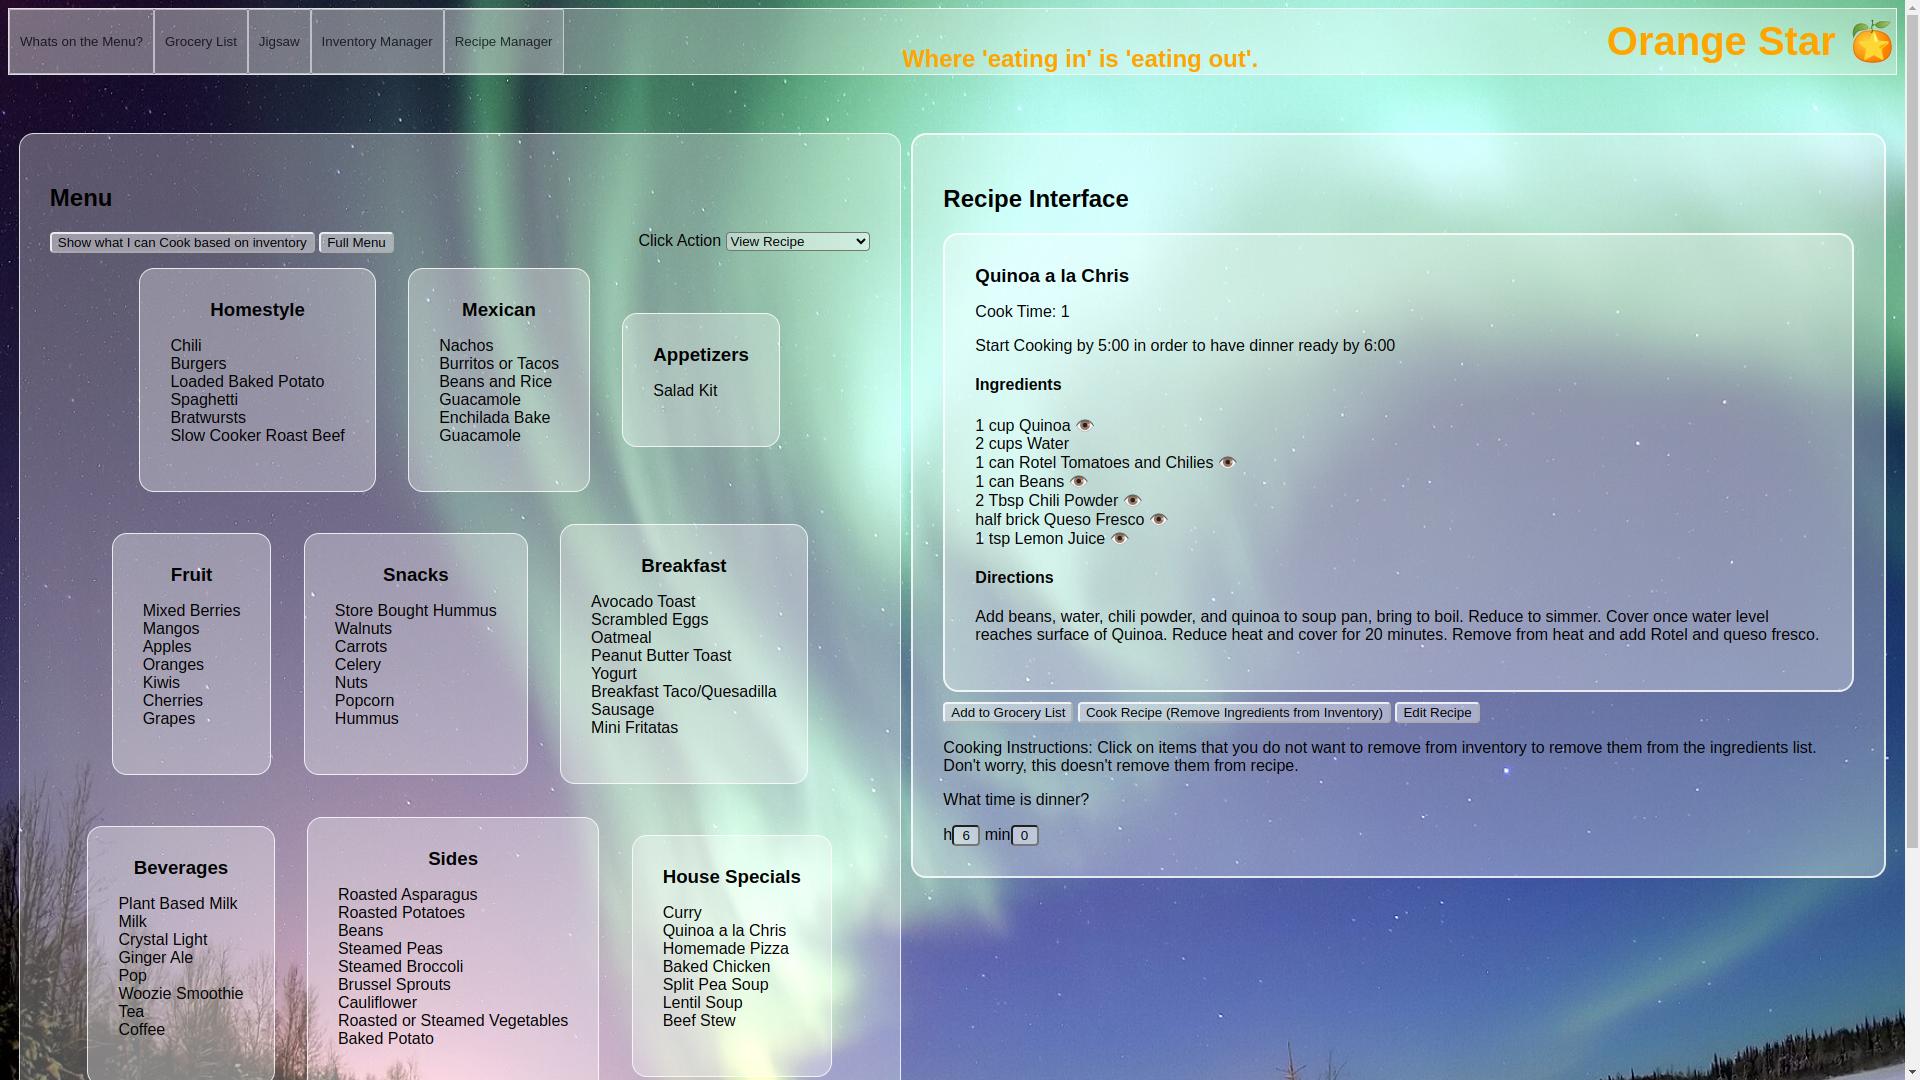 Whats on the Menu?
Grocery List
Jigsaw
Inventory Manager
Recipe Manager
Where 'eating in' is 'eating out'.
Orange Star
Menu
Show what I can Cook based on inventory
Full Menu
Click Action
View Recipe
Homestyle
Chili
Burgers
Loaded Baked Potato
Spaghetti
Bratwursts
Slow Cooker Roast Beef
Mexican
Nachos
Burritos or Tacos
Beans and Rice
Guacamole
Enchilada Bake
Guacamole
Appetizers
Salad Kit
Fruit
Mixed Berries
Mangos
Apples
Oranges
Kiwis
Cherries
Grapes
Snacks
Store Bought Hummus
Walnuts
Carrots
Celery
Nuts
Popcorn
Hummus
Breakfast
Avocado Toast
Scrambled Eggs
Oatmeal
Peanut Butter Toast
Yogurt
Breakfast Taco/Quesadilla
Sausage
Mini Fritatas
Beverages
Plant Based Milk
Milk
Crystal Light
Ginger Ale
Pop
Woozie Smoothie
Tea
Coffee
Sides
Roasted Asparagus
Roasted Potatoes
Beans
Steamed Peas
Steamed Broccoli
Brussel Sprouts
Cauliflower
Roasted or Steamed Vegetables
Baked Potato
House Specials
Curry
Quinoa a la Chris
Homemade Pizza
Baked Chicken
Split Pea Soup
Lentil Soup
Beef Stew
Recipe Interface
Quinoa a la Chris
Cook Time: 1
Start Cooking by 5:00 in order to have dinner ready by 6:00
Ingredients
1 cup Quinoa
2 cups Water
1 can Rotel Tomatoes and Chilies
1 can Beans
2 Tbsp Chili Powder
half brick Queso Fresco
1 tsp Lemon Juice
Directions
Add beans, water, chili powder, and quinoa to soup pan, bring to boil. Reduce to simmer. Cover once water level
reaches surface of Quinoa. Reduce heat and cover for 20 minutes. Remove from heat and add Rotel and queso fresco.
Add to Grocery List
Cook Recipe (Remove Ingredients from Inventory)
Edit Recipe
Cooking Instructions: Click on items that you do not want to remove from inventory to remove them from the ingredients list.
Don't worry, this doesn't remove them from recipe.
What time is dinner?
h 6 min 0